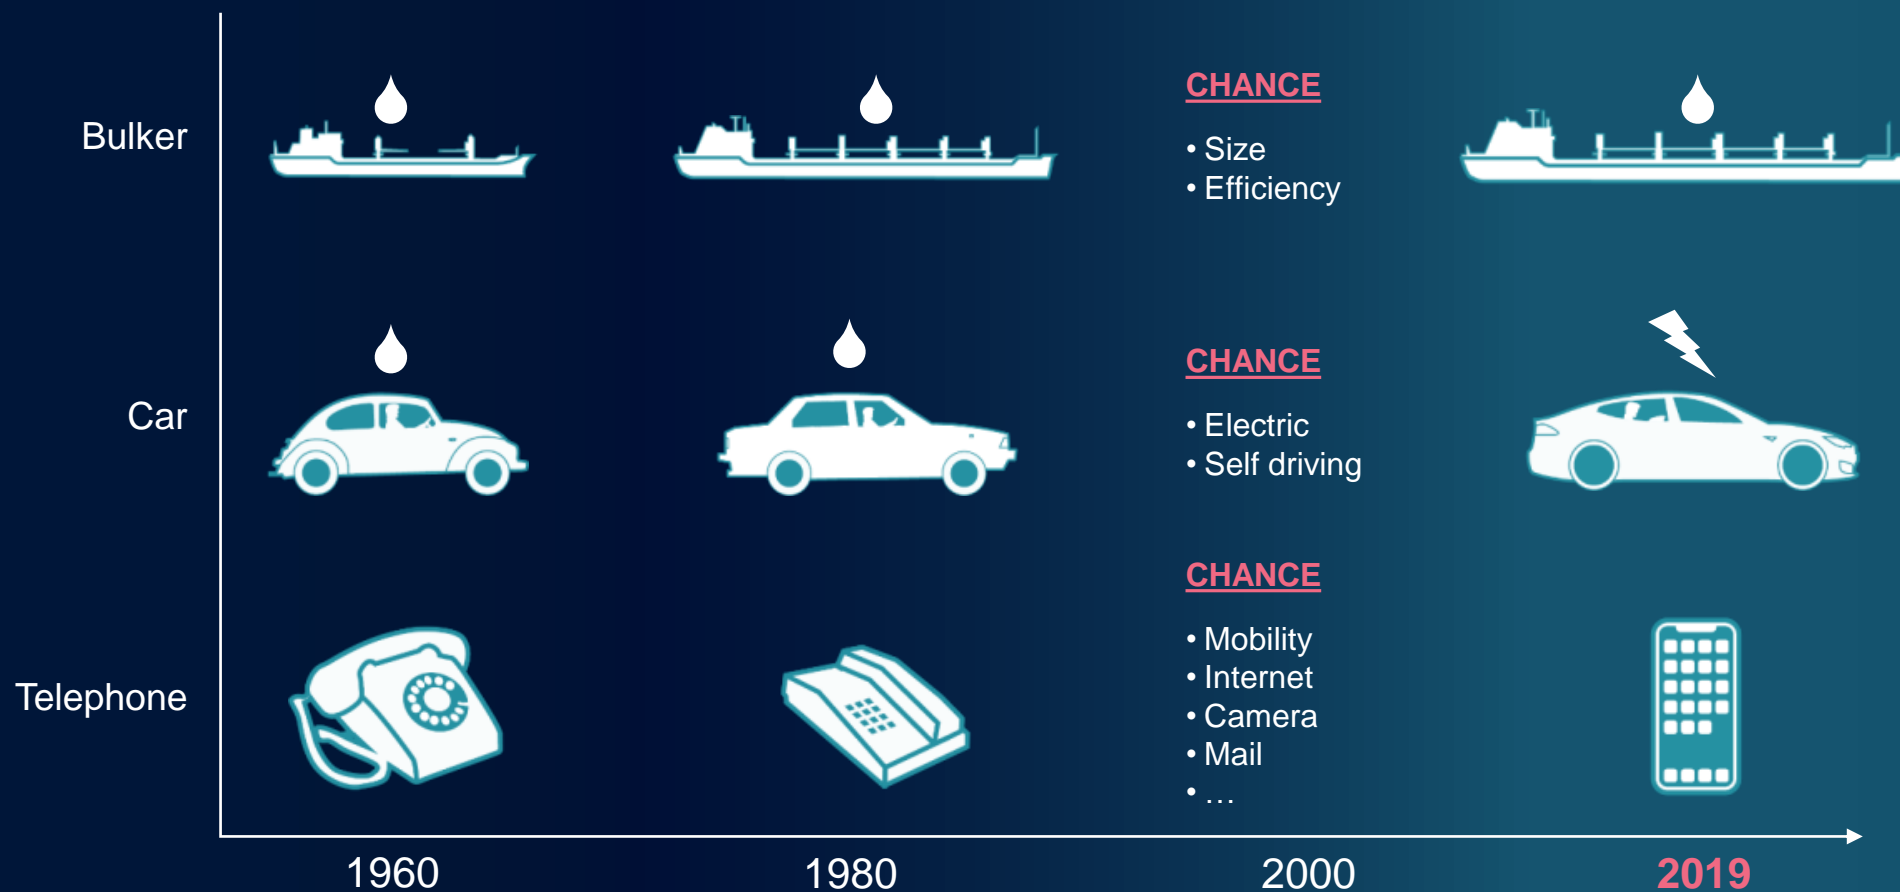 Bulker
CHANCE
• Size
• Efficiency
Car
CHANCE
• Electric
• Self driving
Telephone
CHANCE
• Mobility
• Internet
• Camera
• Mail
• …
1960 1980 2000 2019